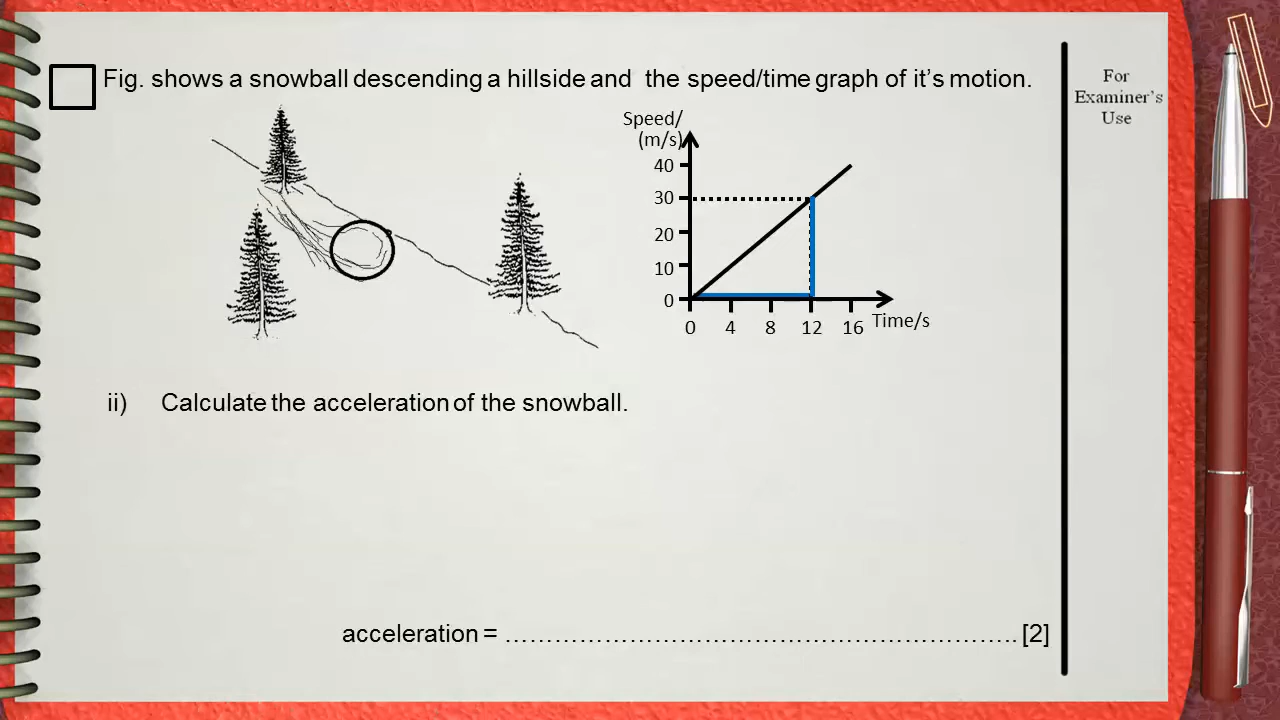 Fig. shows a snowball descending a hillside and the speed/time graph of it’s motion.
For
Examiner’s
Use
Speed/
(m/s)
40
30
20
10
0
0 4 8 12 16 Time/s
ii) Calculate the acceleration of the snowball.
acceleration = ………………………………………………………. [2]